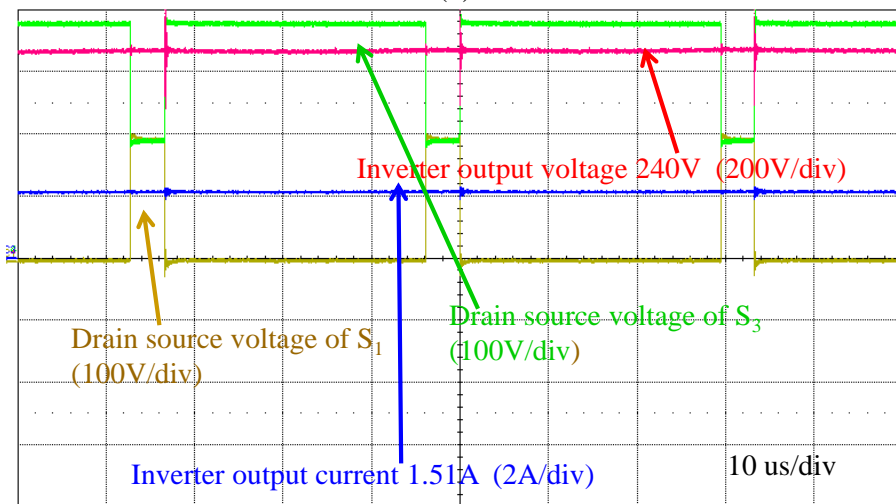 Inverter output voltage 240V (200V/div)
Drain source voltage of S₁
(100V/div)
Drain source voltage of S₃
(100V/div)
Inverter output current 1.51A (2A/div)
10 us/div